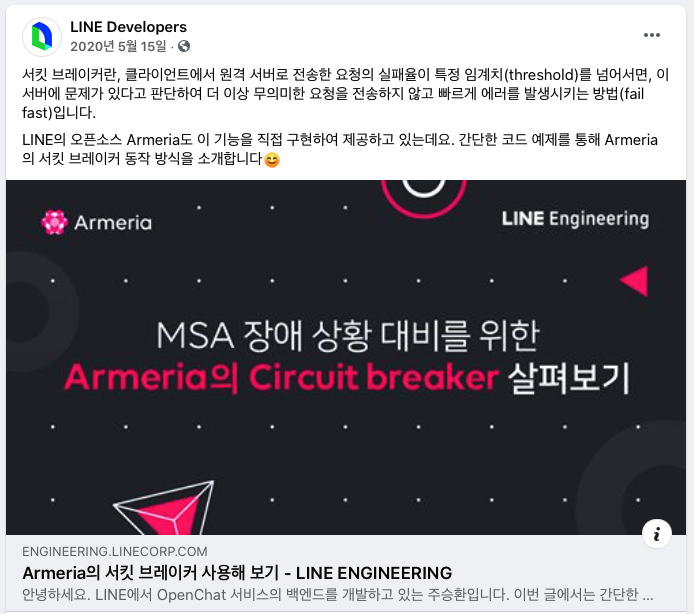 LINE Developers
2020년 5월 15일 ·
서킷 브레이커란, 클라이언트에서 원격 서버로 전송한 요청의 실패율이 특정 임계치(threshold)를 넘어서면, 이
서버에 문제가 있다고 판단하여 더 이상 무의미한 요청을 전송하지 않고 빠르게 에러를 발생시키는 방법(fail
fast)입니다.
LINE의 오픈소스 Armeria도 이 기능을 직접 구현하여 제공하고 있는데요. 간단한 코드 예제를 통해 Armeria
의 서킷 브레이커 동작 방식을 소개합니다😊
Armeria
LINE Engineering
MSA 장애 상황 대비를 위한
Armeria의 Circuit breaker 살펴보기
ENGINEERING.LINECORP.COM
Armeria의 서킷 브레이커 사용해 보기 - LINE ENGINEERING
안녕하세요. LINE에서 OpenChat 서비스의 백엔드를 개발하고 있는 주승환입니다. 이번 글에서는 간단한 ...